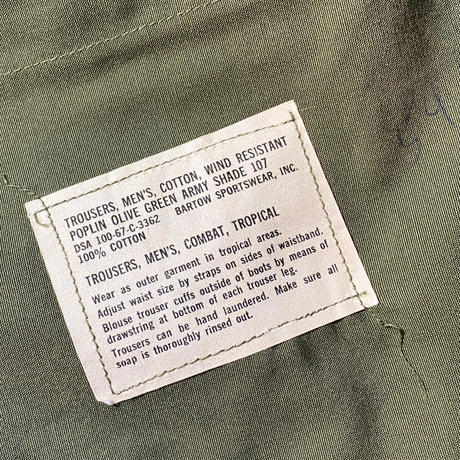 TROUSERS, MEN'S, COTTON, WIND RESISTANT
POPLIN OLIVE GREEN ARMY SHADE 107
DSA 100-67-C-3362 BARTOW SPORTSWEAR, INC.
100% COTTON
TROUSERS, MEN'S, COMBAT, TROPICAL
Wear as outer garment in tropical areas.
Adjust waist size by straps on sides of waistband.
Blouse trouser cuffs outside of boots by means of
drawstring at bottom of each trouser leg.
Trousers can be hand laundered. Make sure all
soap is thoroughly rinsed out.